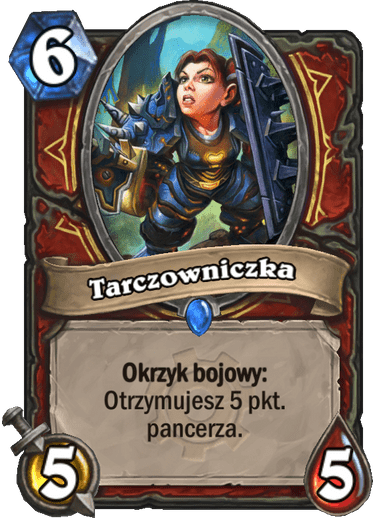 6
Tarczowniczka
Okrzyk bojowy:
Otrzymujesz 5 pkt.
pancerza.
5 5